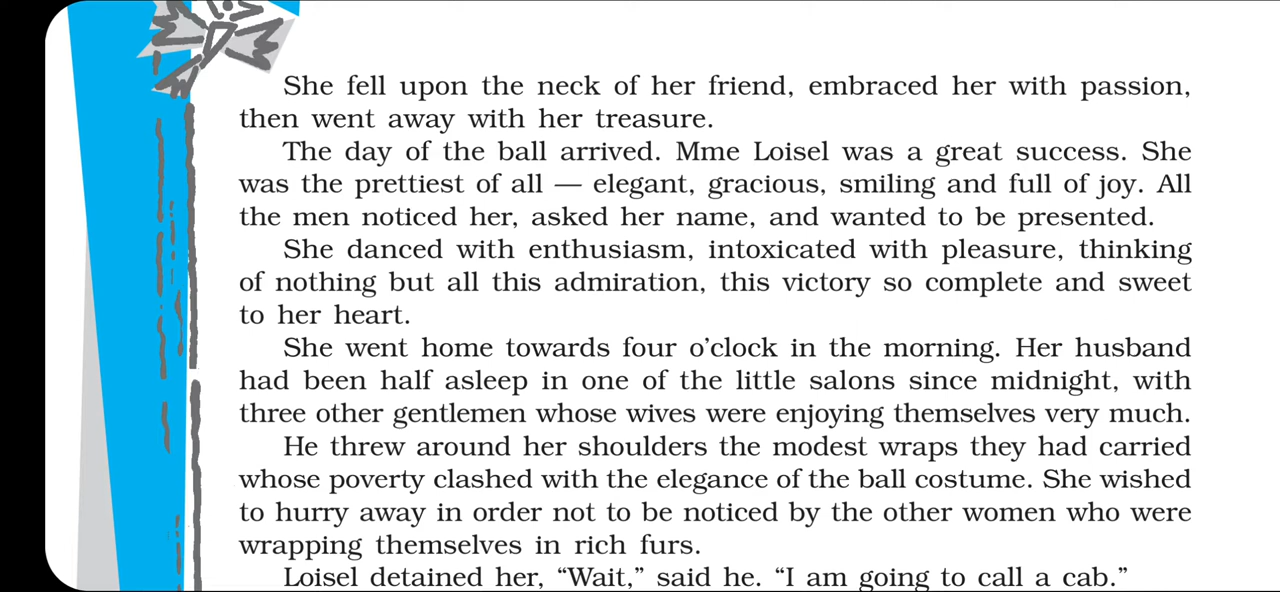 She fell upon the neck of her friend, embraced her with passion,
then went away with her treasure.
The day of the ball arrived. Mme Loisel was a great success. She
was the prettiest of all — elegant, gracious, smiling and full of joy. All
the men noticed her, asked her name, and wanted to be presented.
She danced with enthusiasm, intoxicated with pleasure, thinking
of nothing but all this admiration, this victory so complete and sweet
to her heart.
She went home towards four o’clock in the morning. Her husband
had been half asleep in one of the little salons since midnight, with
three other gentlemen whose wives were enjoying themselves very much.
He threw around her shoulders the modest wraps they had carried
whose poverty clashed with the elegance of the ball costume. She wished
to hurry away in order not to be noticed by the other women who were
wrapping themselves in rich furs.
Loisel detained her, “Wait,” said he. “I am going to call a cab.”